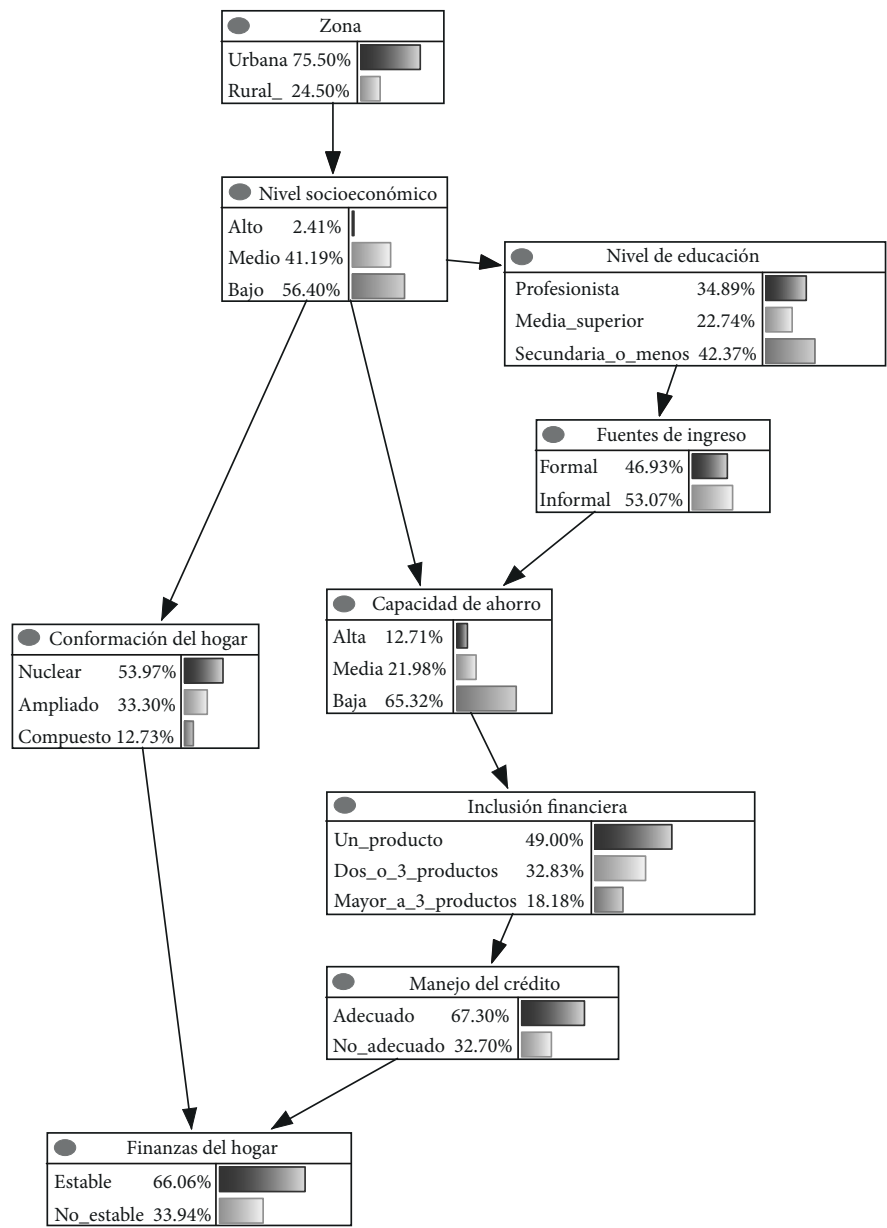 Zona
Urbana 75.50%
Rural_ 24.50%
Nivel socioeconómico
Alto 2.41%
Medio 41.19%
Bajo 56.40%
Nivel de educación
Profesionista 34.89%
Media_superior 22.74%
Secundaria_o_menos 42.37%
Fuentes de ingreso
Formal 46.93%
Informal 53.07%
Capacidad de ahorro
Alta 12.71%
Media 21.98%
Baja 65.32%
Conformación del hogar
Nuclear 53.97%
Ampliado 33.30%
Compuesto 12.73%
Inclusión financiera
Un_producto 49.00%
Dos_o_3_productos 32.83%
Mayor_a_3_productos 18.18%
Manejo del crédito
Adecuado 67.30%
No_adecuado 32.70%
Finanzas del hogar
Estable 66.06%
No_estable 33.94%